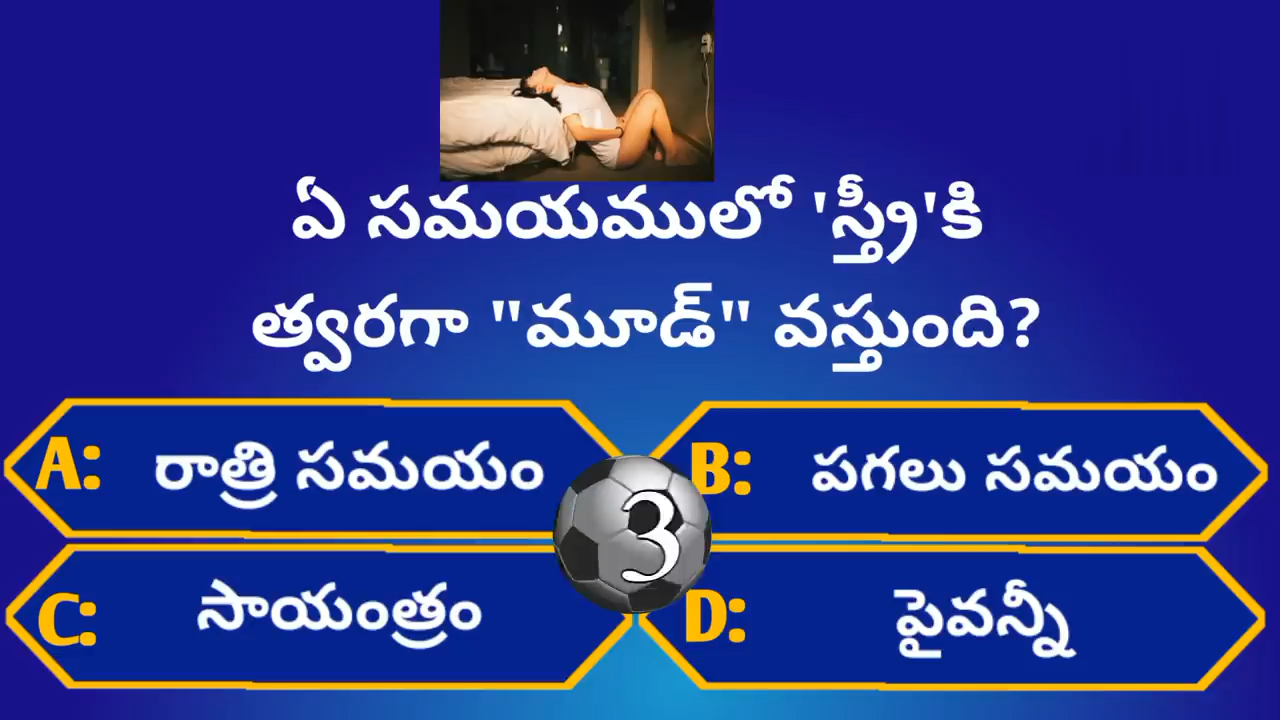 ఏ సమయములో 'స్త్రీ'కి
త్వరగా "మూడ్" వస్తుంది?
A: రాత్రి సమయం
B: పగలు సమయం
3
C: సాయంత్రం
D: పైవన్నీ